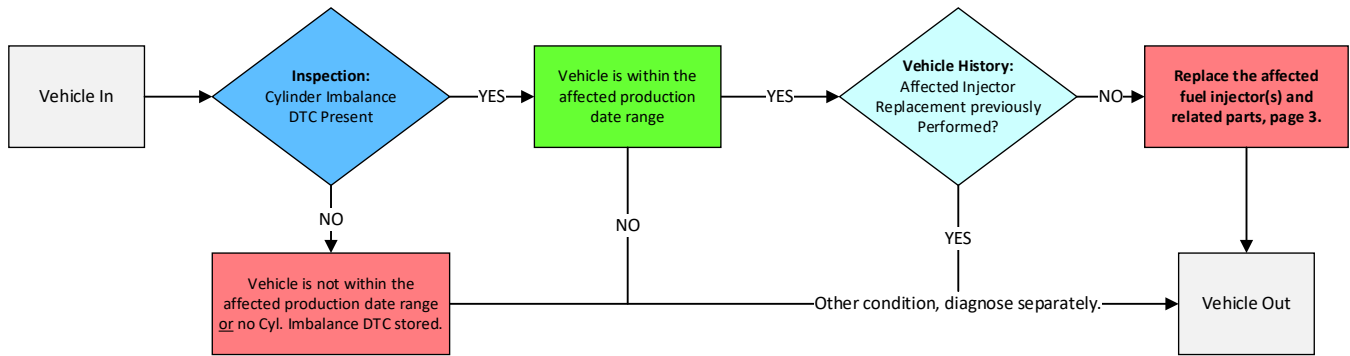 Vehicle In
Inspection:
Cylinder Imbalance
DTC Present
YES
Vehicle is within the
affected production
date range
YES
Vehicle History:
Affected Injector
Replacement previously
Performed?
NO
Replace the affected
fuel injector(s) and
related parts, page 3.
NO
NO
YES
Vehicle is not within the
affected production date range
or no Cyl. Imbalance DTC stored.
Other condition, diagnose separately.
Vehicle Out